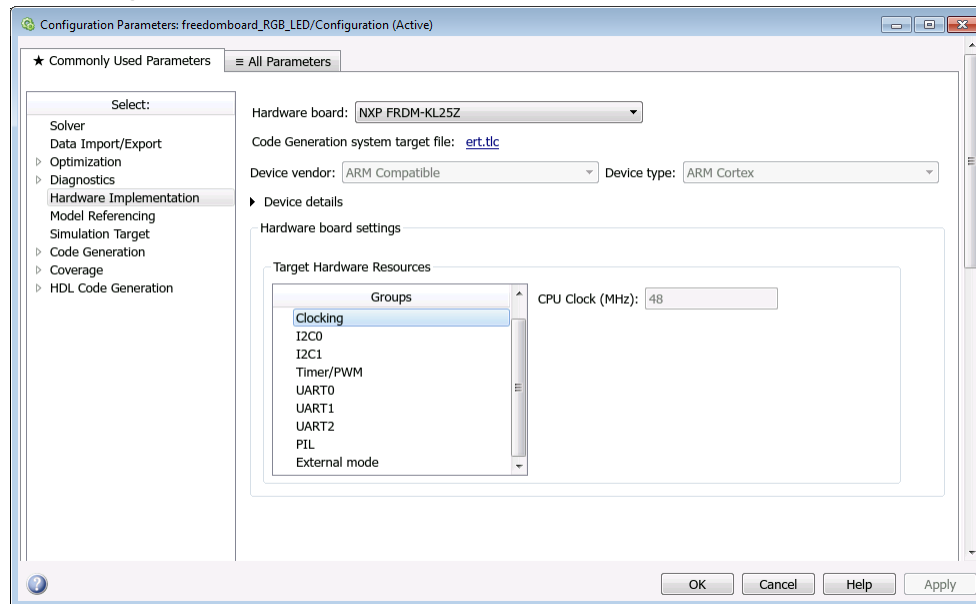 Configuration Parameters: freedomboard_RGB_LED/Configuration (Active)
★ Commonly Used Parameters
≡ All Parameters
Select:
Solver
Data Import/Export
Optimization
Diagnostics
Hardware Implementation
Model Referencing
Simulation Target
Code Generation
Coverage
HDL Code Generation
Hardware board: NXP FRDM-KL25Z
Code Generation system target file: ert.tlc
Device vendor: ARM Compatible Device type: ARM Cortex
Device details
Hardware board settings
Target Hardware Resources
Groups
Clocking
I2C0
I2C1
Timer/PWM
UART0
UART1
UART2
PIL
External mode
CPU Clock (MHz): 48
OK Cancel Help Apply